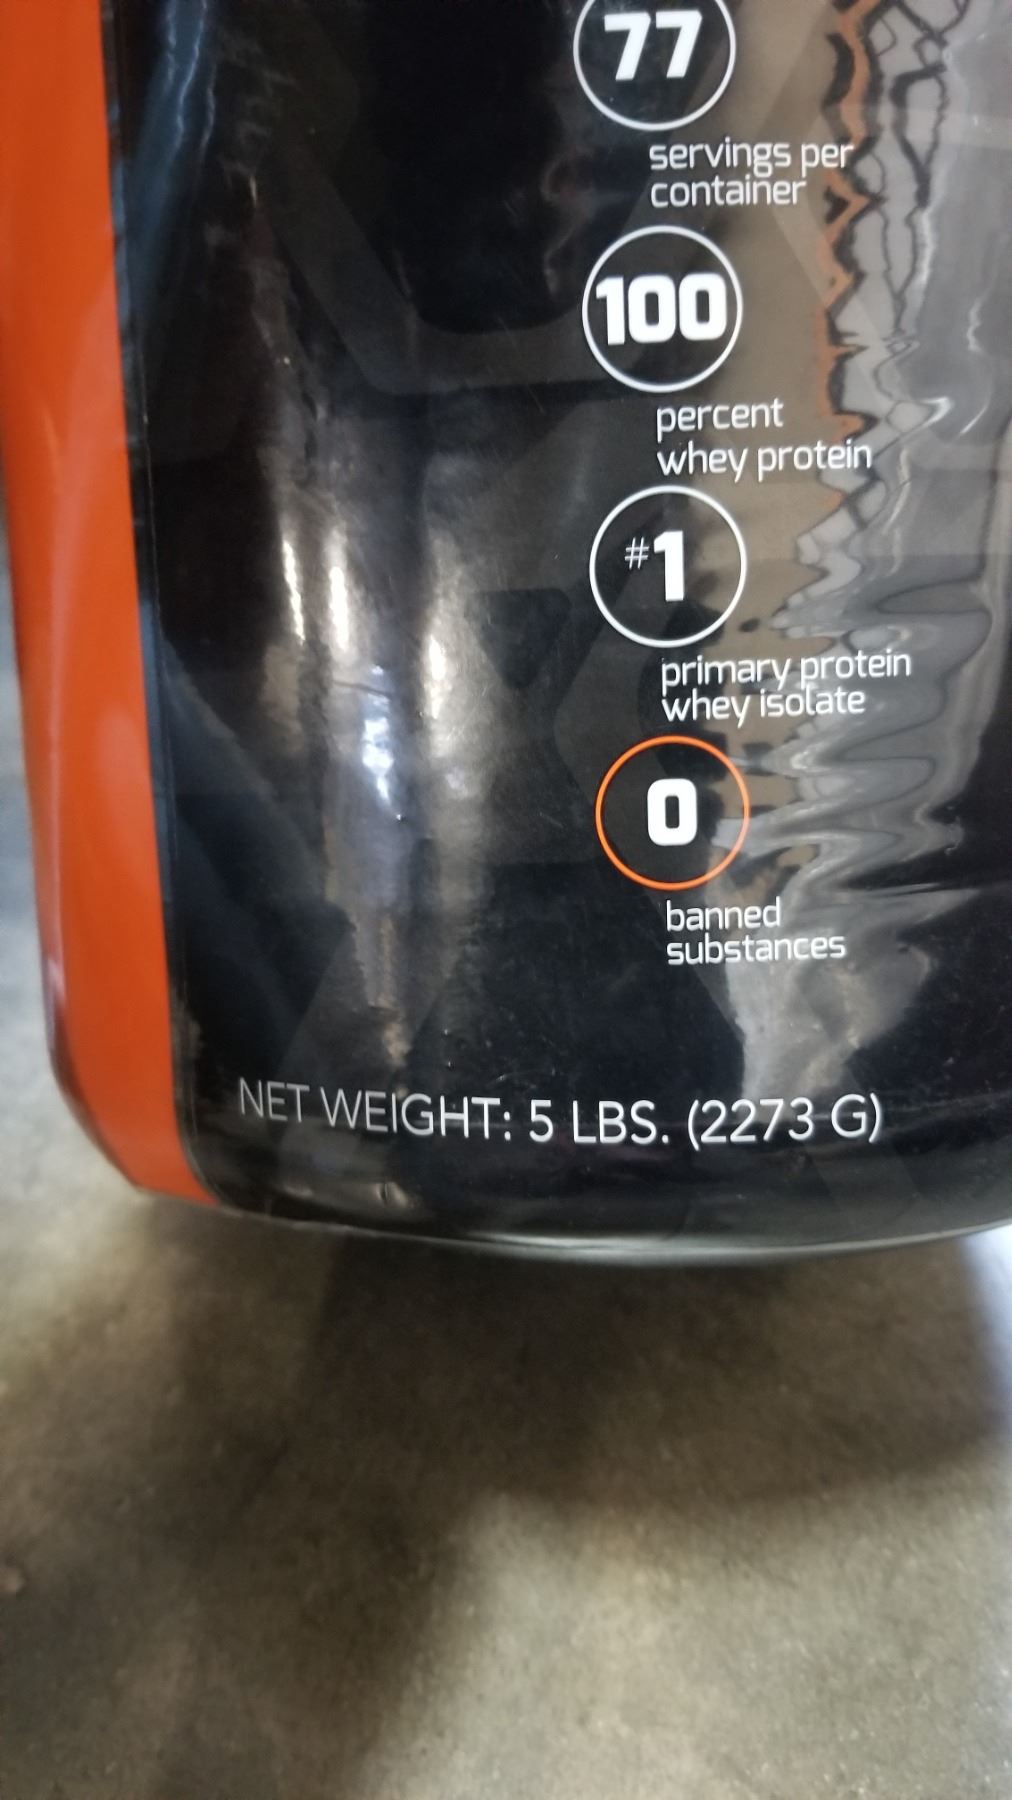 77
servings per
container
100
percent
whey protein
#1
primary protein
whey isolate
0
banned
substances
NET WEIGHT: 5 LBS. (2273 G)